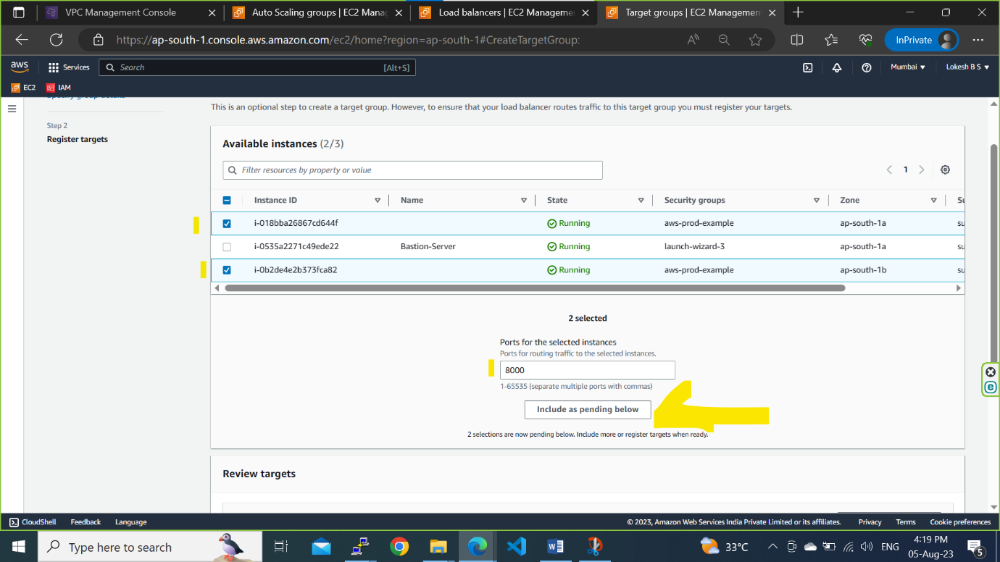 VPC Management Console
Auto Scaling groups | EC2 Manag
Load balancers | EC2 Manageme
Target groups | EC2 Management
https://ap-south-1.console.aws.amazon.com/ec2/home?region=ap-south-1#CreateTargetGroup:
InPrivate
aws
Services
Search
[Alt+S]
Mumbai
Lokesh B S
EC2
IAM
Specify group details
This is an optional step to create a target group. However, to ensure that your load balancer routes traffic to this target group you must register your targets.
Step 2
Register targets
Available instances (2/3)
Filter resources by property or value
1
Instance ID Name State Security groups Zone Su
i-018bba26867cd644f Running aws-prod-example ap-south-1a su
i-0535a2271c49ede22 Bastion-Server Running launch-wizard-3 ap-south-1a su
i-0b2de4e2b373fca82 Running aws-prod-example ap-south-1b su
2 selected
Ports for the selected instances
Ports for routing traffic to the selected instances.
8000
1-65535 (separate multiple ports with commas)
Include as pending below
2 selections are now pending below. Include more or register targets when ready.
Review targets
CloudShell Feedback Language © 2023, Amazon Web Services India Private Limited or its affiliates. Privacy Terms Cookie preferences
Type here to search
33°C
ENG
4:19 PM
05-Aug-23
5